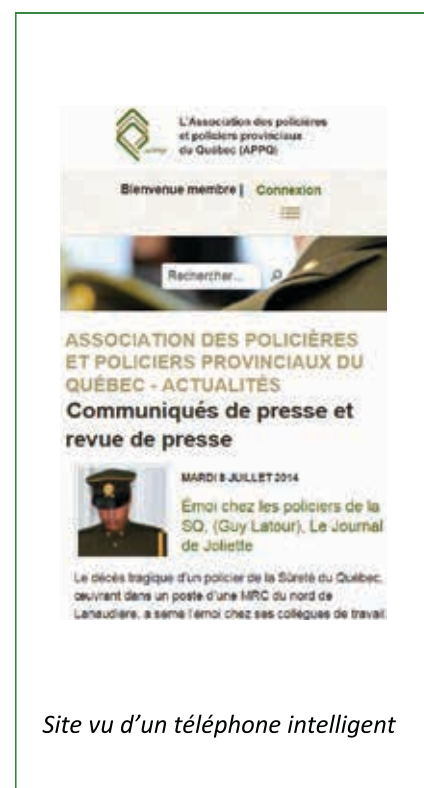 L'Association des policières
et policiers provinciaux
du Québec (APPQ)
Bienvenue membre | Connexion
Rechercher...
ASSOCIATION DES POLICIÈRES
ET POLICIERS PROVINCIAUX DU
QUÉBEC - ACTUALITÉS
Communiqués de presse et
revue de presse
MARDI 8 JUILLET 2014
Émoi chez les policiers de la
SQ, (Guy Latour), Le Journal
de Joliette
Le décès tragique d'un policier de la Sûreté du Québec,
œuvrant dans un poste d'une MRC du nord de
Lanaudière, a semé l'émoi chez ses collègues de travail
Site vu d'un téléphone intelligent